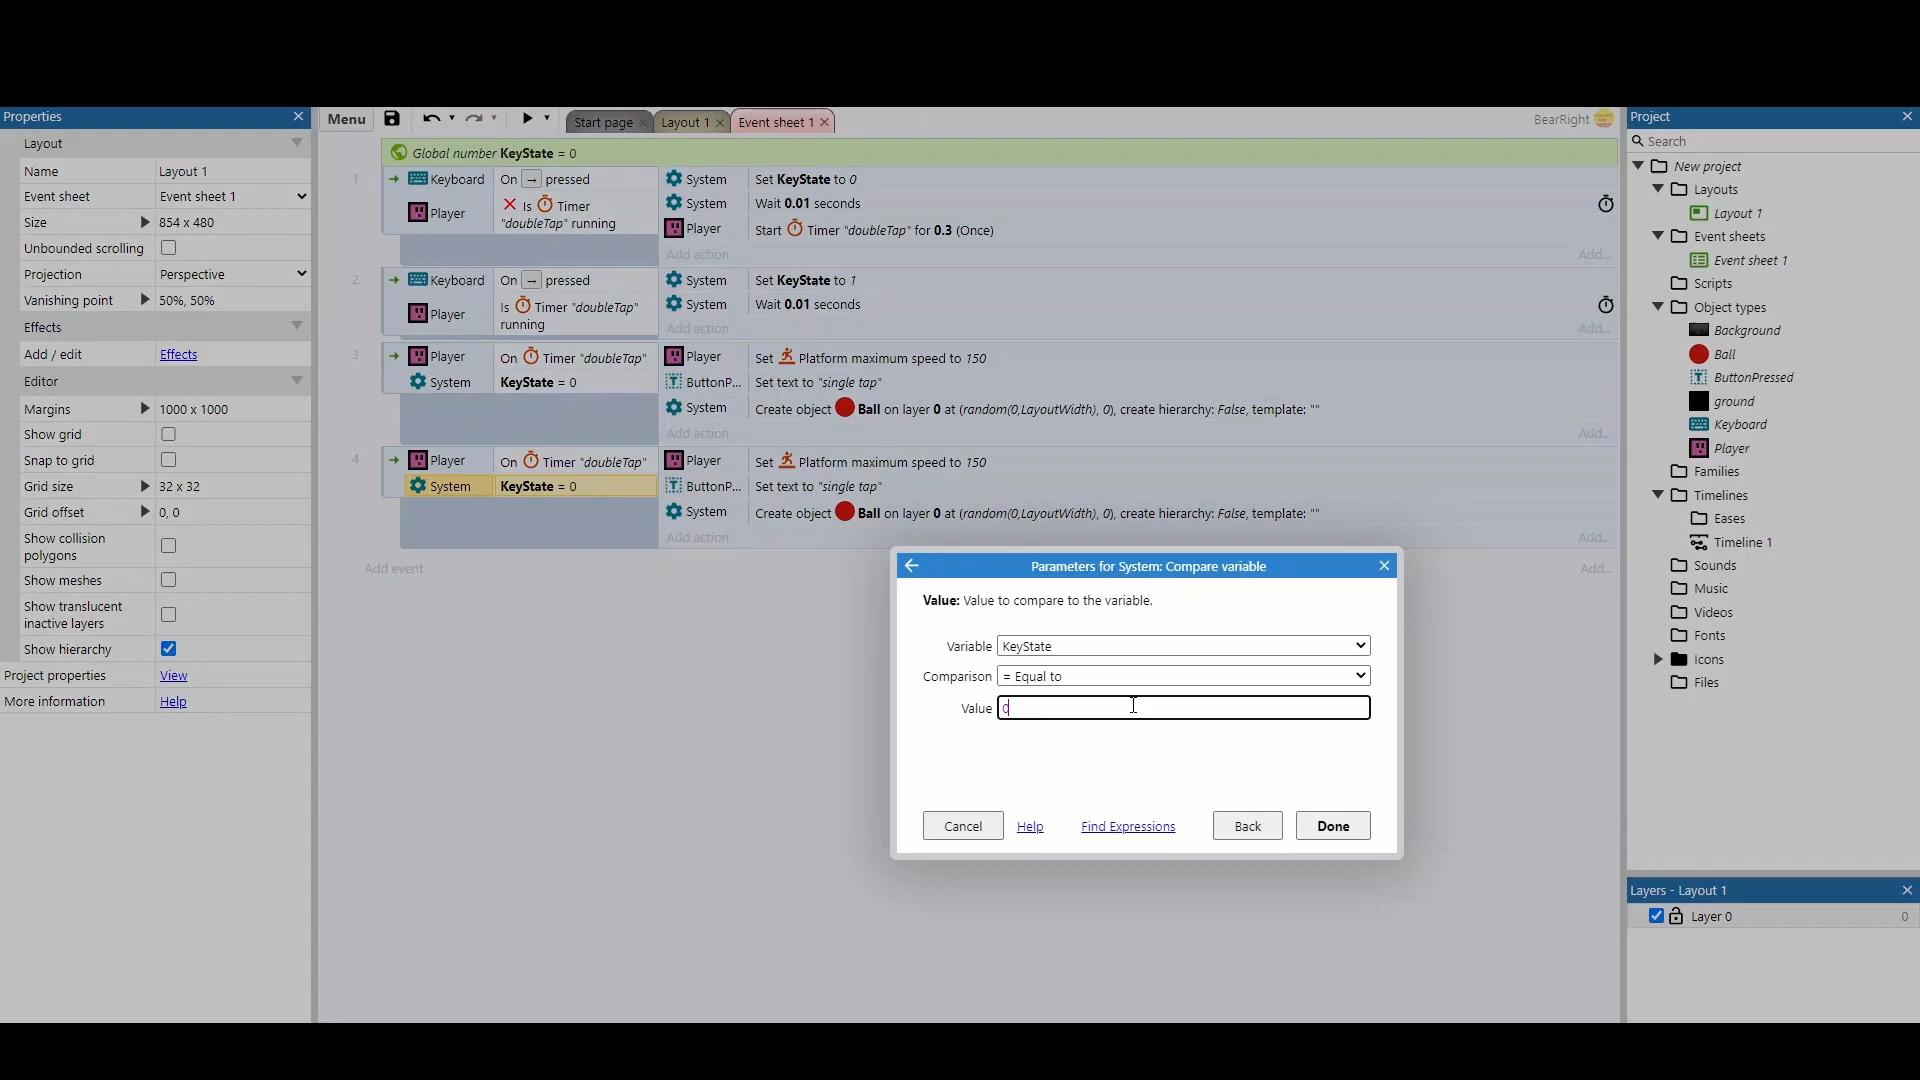 Properties
Layout
Name Layout 1
Event sheet Event sheet 1
Size 854 x 480
Unbounded scrolling
Projection Perspective
Vanishing point 50%, 50%
Effects
Add / edit Effects
Editor
Margins 1000 x 1000
Show grid
Snap to grid
Grid size 32 x 32
Grid offset 0, 0
Show collision
polygons
Show meshes
Show translucent
inactive layers
Show hierarchy
Project properties View
More information Help
Menu
Start page
Layout 1
Event sheet 1
BearRight
Global number KeyState = 0
1
Keyboard On → pressed
Player Is Timer
"doubleTap" running
System Set KeyState to 0
System Wait 0.01 seconds
Player Start Timer "doubleTap" for 0.3 (Once)
Add action Add...
2
Keyboard On → pressed
Player Is Timer "doubleTap"
running
System Set KeyState to 1
System Wait 0.01 seconds
Add action Add...
3
Player On Timer "doubleTap"
System KeyState = 0
Player Set Platform maximum speed to 150
ButtonP... Set text to "single tap"
System Create object Ball on layer 0 at (random(0,LayoutWidth), 0), create hierarchy: False, template: ""
Add action Add...
4
Player On Timer "doubleTap"
System KeyState = 0
Player Set Platform maximum speed to 150
ButtonP... Set text to "single tap"
System Create object Ball on layer 0 at (random(0,LayoutWidth), 0), create hierarchy: False, template: ""
Add action Add...
Add event Add...
Parameters for System: Compare variable
Value: Value to compare to the variable.
Variable KeyState
Comparison = Equal to
Value 0
Cancel Help Find Expressions Back Done
Project
Search
New project
Layouts
Layout 1
Event sheets
Event sheet 1
Scripts
Object types
Background
Ball
ButtonPressed
ground
Keyboard
Player
Families
Timelines
Eases
Timeline 1
Sounds
Music
Videos
Fonts
Icons
Files
Layers - Layout 1
Layer 0 0